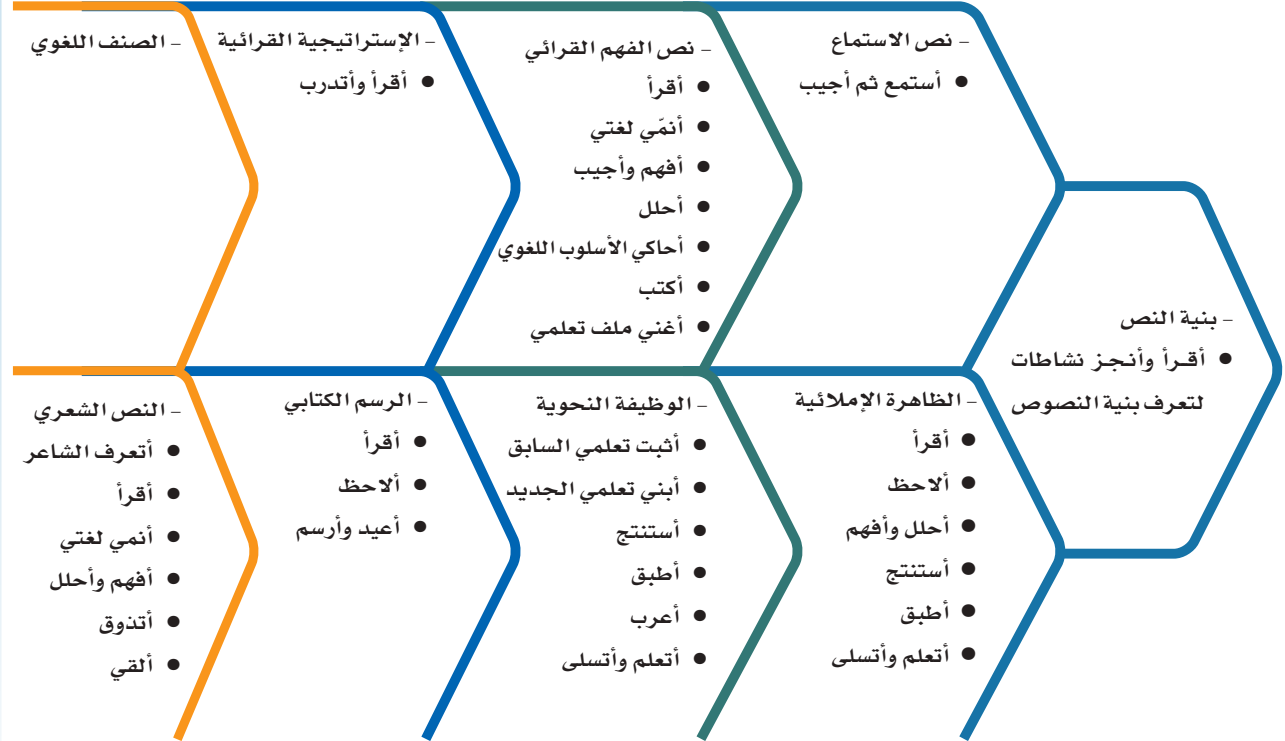 – بنية النص
● أقـرأ وأنـجـز نشاطات
لتعرف بنية النصوص
– نص الاستماع
● أستمع ثم أجيب
– نص الفهم القرائي
● أقرأ
● أنمّي لغتي
● أفهم وأجيب
● أحلل
● أحاكي الأسلوب اللغوي
● أكتب
● أغني ملف تعلمي
– الإستراتيجية القرائية
● أقرأ وأتدرب
– الصنف اللغوي
– الظاهرة الإملائية
● أقرأ
● ألاحظ
● أحلل وأفهم
● أستنتج
● أطبق
● أتعلم وأتسلى
– الوظيفة النحوية
● أثبت تعلمي السابق
● أبني تعلمي الجديد
● أستنتج
● أطبق
● أعرب
● أتعلم وأتسلى
– الرسم الكتابي
● أقرأ
● ألاحظ
● أعيد وأرسم
– النص الشعري
● أتعرف الشاعر
● أقرأ
● أنمي لغتي
● أفهم وأحلل
● أتذوق
● ألقي